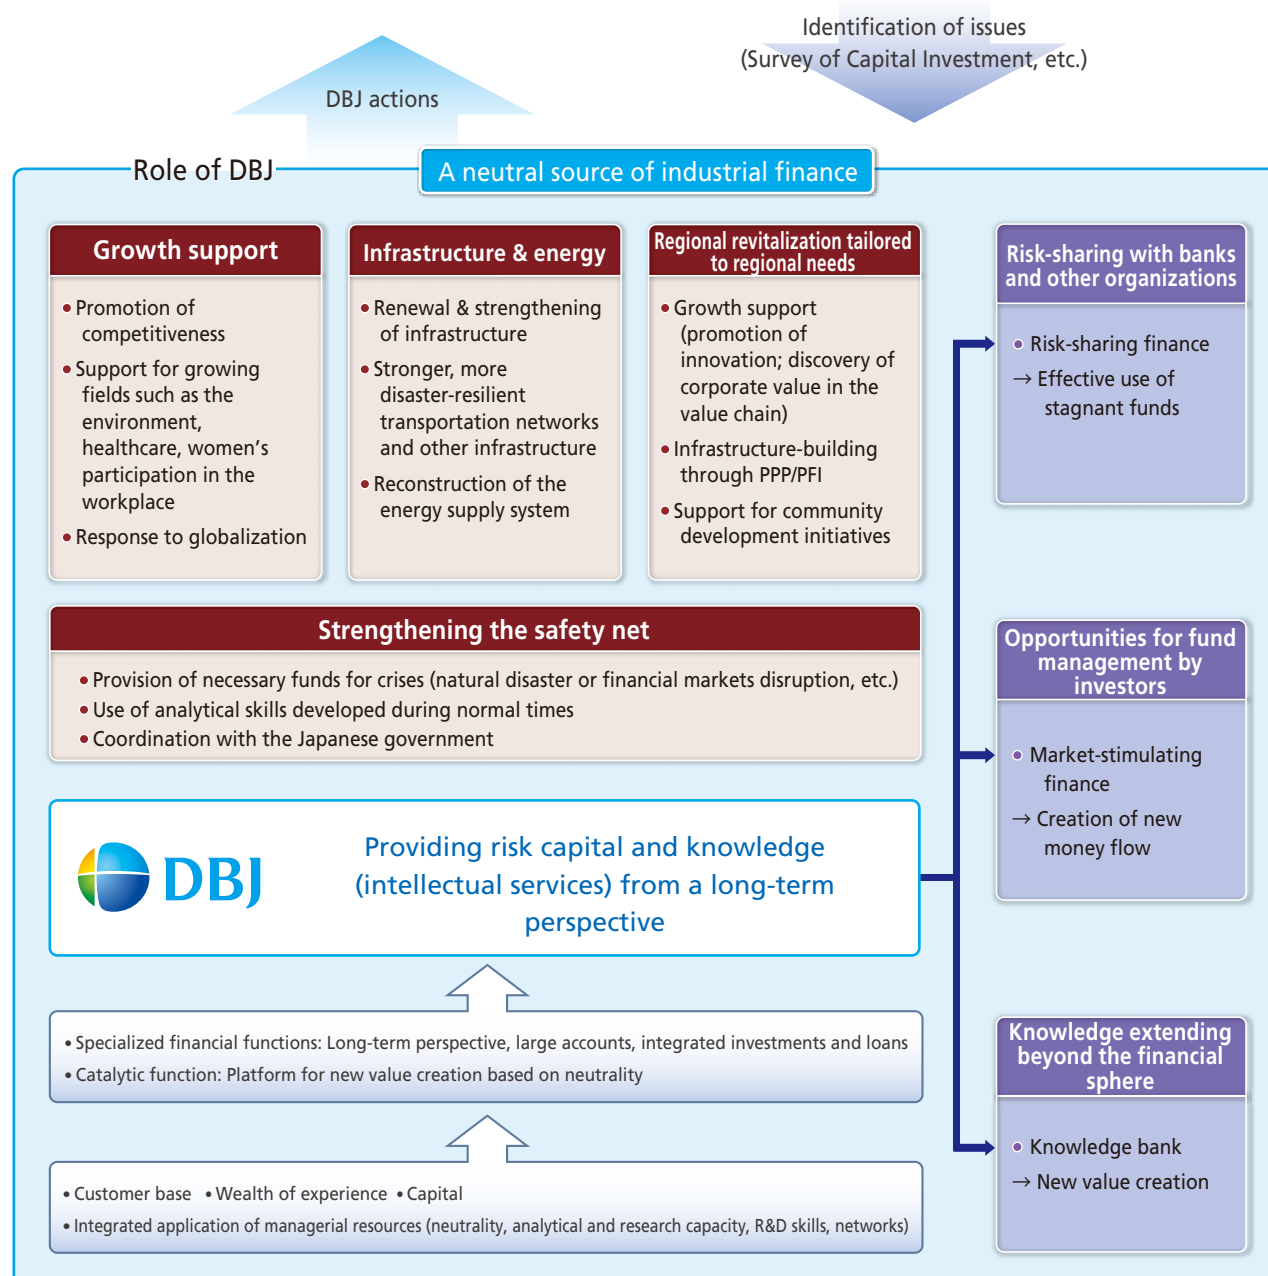 Identification of issues
(Survey of Capital Investment, etc.)
DBJ actions
Role of DBJ
A neutral source of industrial finance
Growth support
• Promotion of
competitiveness
• Support for growing
fields such as the
environment,
healthcare, women's
participation in the
workplace
• Response to globalization
Infrastructure & energy
• Renewal & strengthening
of infrastructure
• Stronger, more
disaster-resilient
transportation networks
and other infrastructure
• Reconstruction of the
energy supply system
Regional revitalization tailored
to regional needs
• Growth support
(promotion of
innovation; discovery of
corporate value in the
value chain)
• Infrastructure-building
through PPP/PFI
• Support for community
development initiatives
Strengthening the safety net
• Provision of necessary funds for crises (natural disaster or financial markets disruption, etc.)
• Use of analytical skills developed during normal times
• Coordination with the Japanese government
DBJ
Providing risk capital and knowledge
(intellectual services) from a long-term
perspective
• Specialized financial functions: Long-term perspective, large accounts, integrated investments and loans
• Catalytic function: Platform for new value creation based on neutrality
• Customer base • Wealth of experience • Capital
• Integrated application of managerial resources (neutrality, analytical and research capacity, R&D skills, networks)
Risk-sharing with banks
and other organizations
• Risk-sharing finance
→ Effective use of
stagnant funds
Opportunities for fund
management by
investors
• Market-stimulating
finance
→ Creation of new
money flow
Knowledge extending
beyond the financial
sphere
• Knowledge bank
→ New value creation